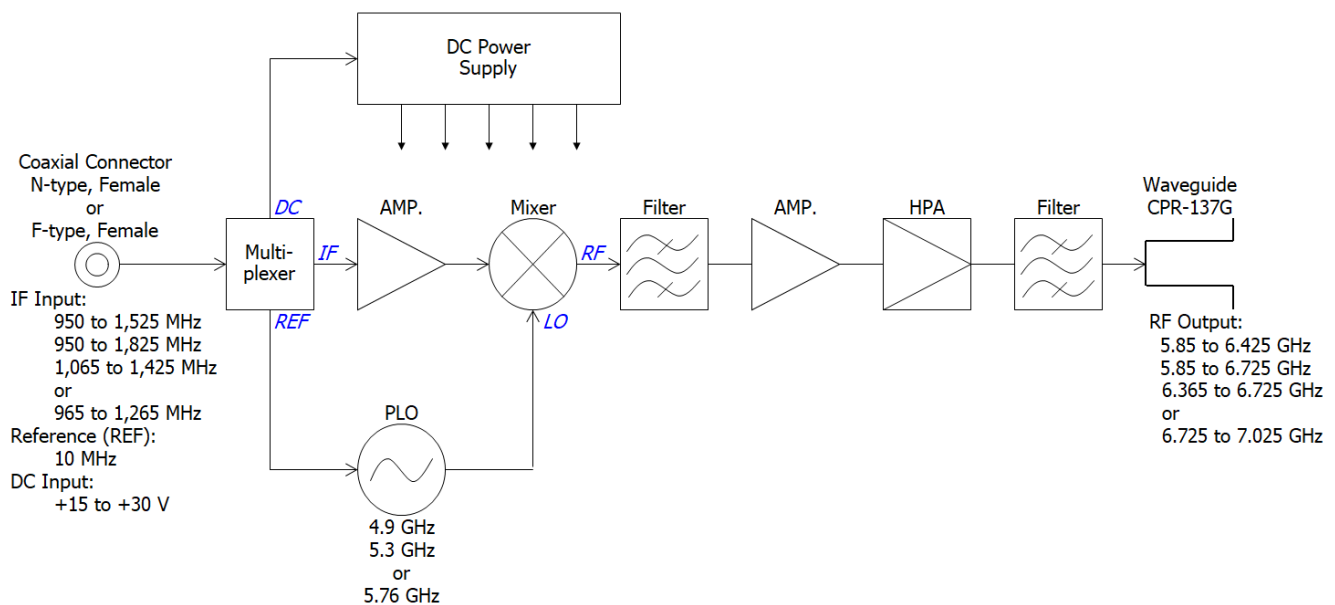 DC Power
Supply
Coaxial Connector
N-type, Female
or
F-type, Female
DC
AMP.
Mixer
Filter
AMP.
HPA
Filter
Waveguide
CPR-137G
Multi-
plexer
IF
RF
REF
LO
IF Input:
950 to 1,525 MHz
950 to 1,825 MHz
1,065 to 1,425 MHz
or
965 to 1,265 MHz
Reference (REF):
10 MHz
DC Input:
+15 to +30 V
PLO
4.9 GHz
5.3 GHz
or
5.76 GHz
RF Output:
5.85 to 6.425 GHz
5.85 to 6.725 GHz
6.365 to 6.725 GHz
or
6.725 to 7.025 GHz